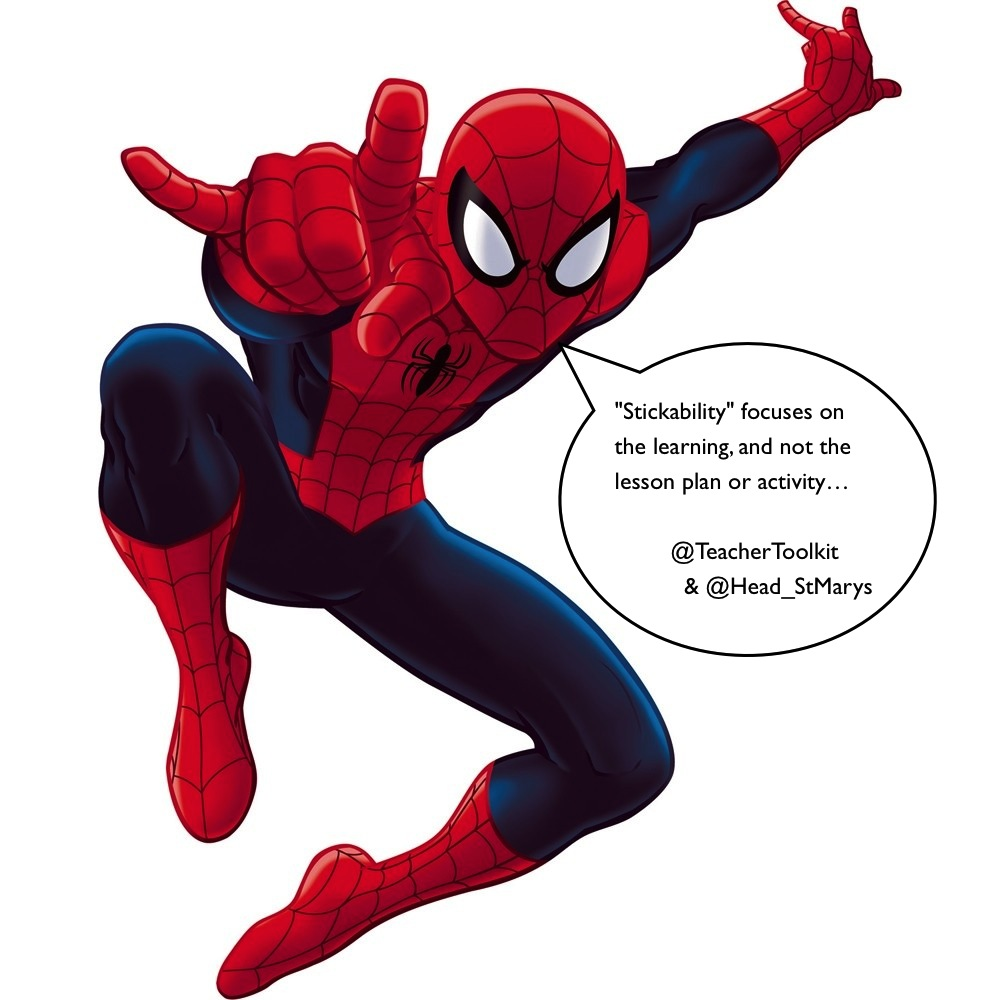 "Stickability" focuses on
the learning, and not the
lesson plan or activity…
@TeacherToolkit
& @Head_StMarys